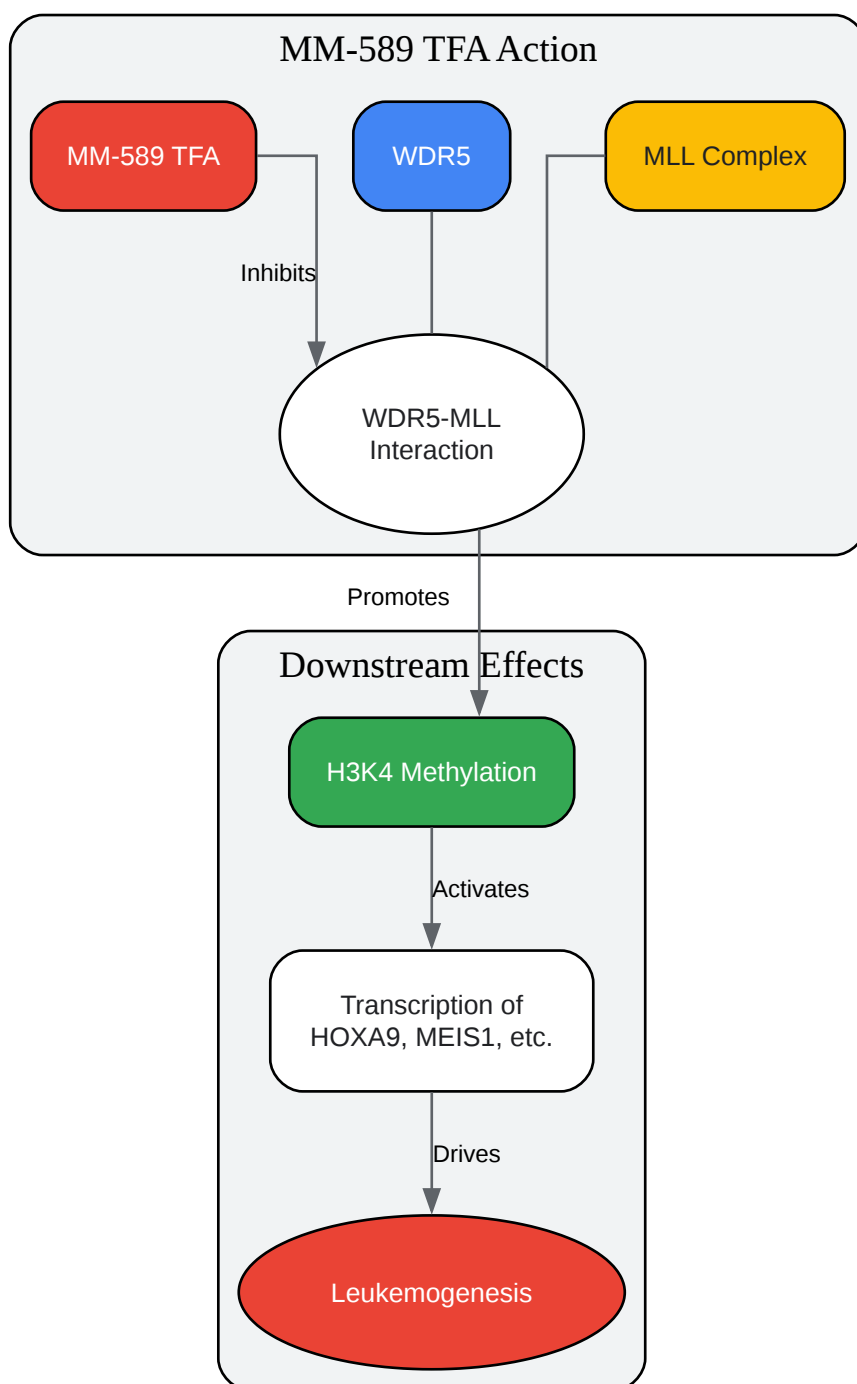 MM-589 TFA Action
MM-589 TFA
WDR5
MLL Complex
Inhibits
WDR5-MLL
Interaction
Promotes
Downstream Effects
H3K4 Methylation
Activates
Transcription of
HOXA9, MEIS1, etc.
Drives
Leukemogenesis